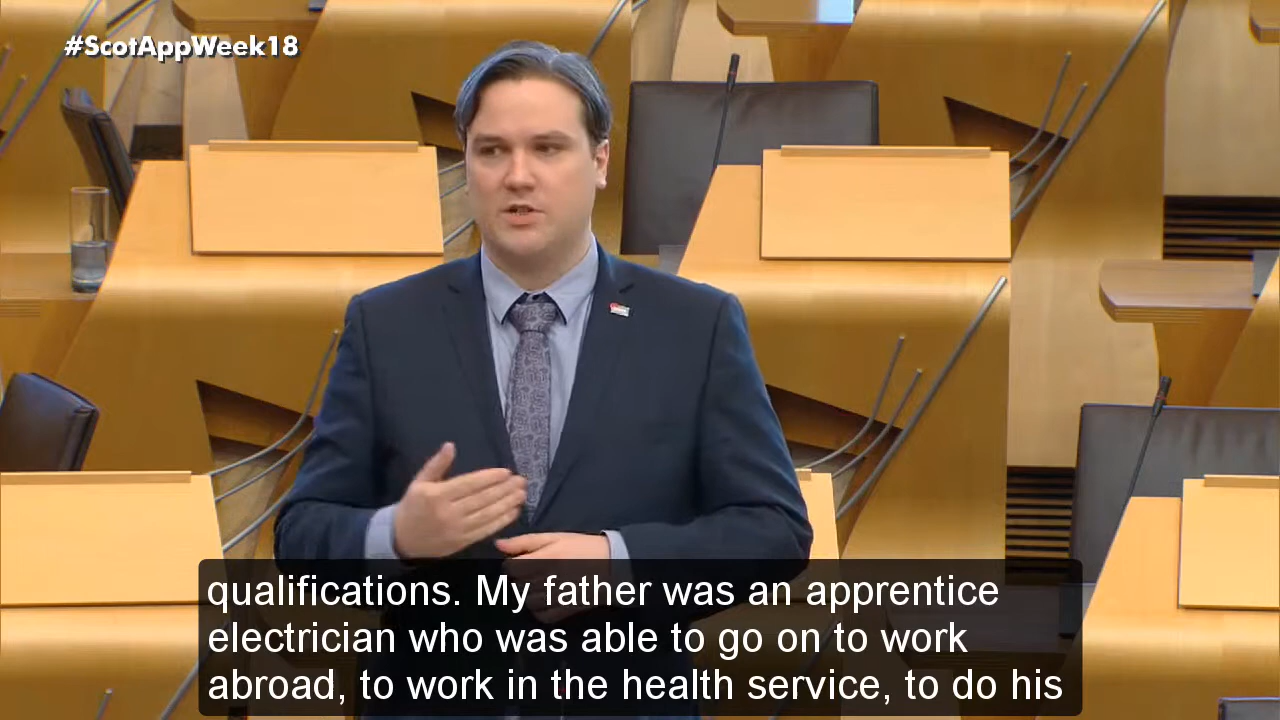 #ScotAppWeek18
qualifications. My father was an apprentice
electrician who was able to go on to work
abroad, to work in the health service, to do his